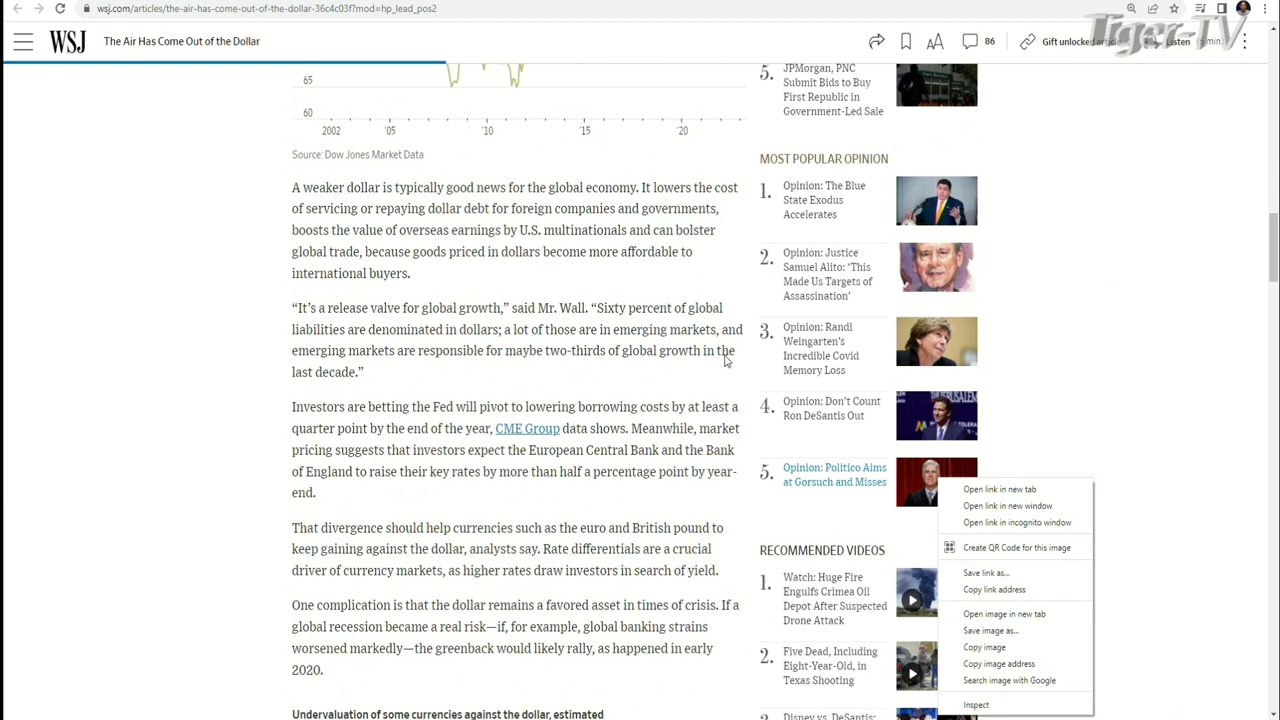 wsj.com/articles/the-air-has-come-out-of-the-dollar-36c4c03f?mod=hp_lead_pos2
Tiger-TV
WSJ
The Air Has Come Out of the Dollar
86
Gift unlocked article
Listen
65
60
2002
'05
'10
'15
'20
Source: Dow Jones Market Data
A weaker dollar is typically good news for the global economy. It lowers the cost
of servicing or repaying dollar debt for foreign companies and governments,
boosts the value of overseas earnings by U.S. multinationals and can bolster
global trade, because goods priced in dollars become more affordable to
international buyers.
“It’s a release valve for global growth,” said Mr. Wall. “Sixty percent of global
liabilities are denominated in dollars; a lot of those are in emerging markets, and
emerging markets are responsible for maybe two-thirds of global growth in the
last decade.”
Investors are betting the Fed will pivot to lowering borrowing costs by at least a
quarter point by the end of the year, CME Group data shows. Meanwhile, market
pricing suggests that investors expect the European Central Bank and the Bank
of England to raise their key rates by more than half a percentage point by year-
end.
That divergence should help currencies such as the euro and British pound to
keep gaining against the dollar, analysts say. Rate differentials are a crucial
driver of currency markets, as higher rates draw investors in search of yield.
One complication is that the dollar remains a favored asset in times of crisis. If a
global recession became a real risk—if, for example, global banking strains
worsened markedly—the greenback would likely rally, as happened in early
2020.
Undervaluation of some currencies against the dollar, estimated
5.
JPMorgan, PNC
Submit Bids to Buy
First Republic in
Government-Led Sale
MOST POPULAR OPINION
1.
Opinion: The Blue
State Exodus
Accelerates
2.
Opinion: Justice
Samuel Alito: ‘This
Made Us Targets of
Assassination’
3.
Opinion: Randi
Weingarten’s
Incredible Covid
Memory Loss
4.
Opinion: Don’t Count
Ron DeSantis Out
5.
Opinion: Politico Aims
at Gorsuch and Misses
RECOMMENDED VIDEOS
1.
Watch: Huge Fire
Engulfs Crimea Oil
Depot After Suspected
Drone Attack
2.
Five Dead, Including
Eight-Year-Old, in
Texas Shooting
Disney vs. DeSantis:
Open link in new tab
Open link in new window
Open link in incognito window
Create QR Code for this image
Save link as...
Copy link address
Open image in new tab
Save image as...
Copy image
Copy image address
Search image with Google
Inspect